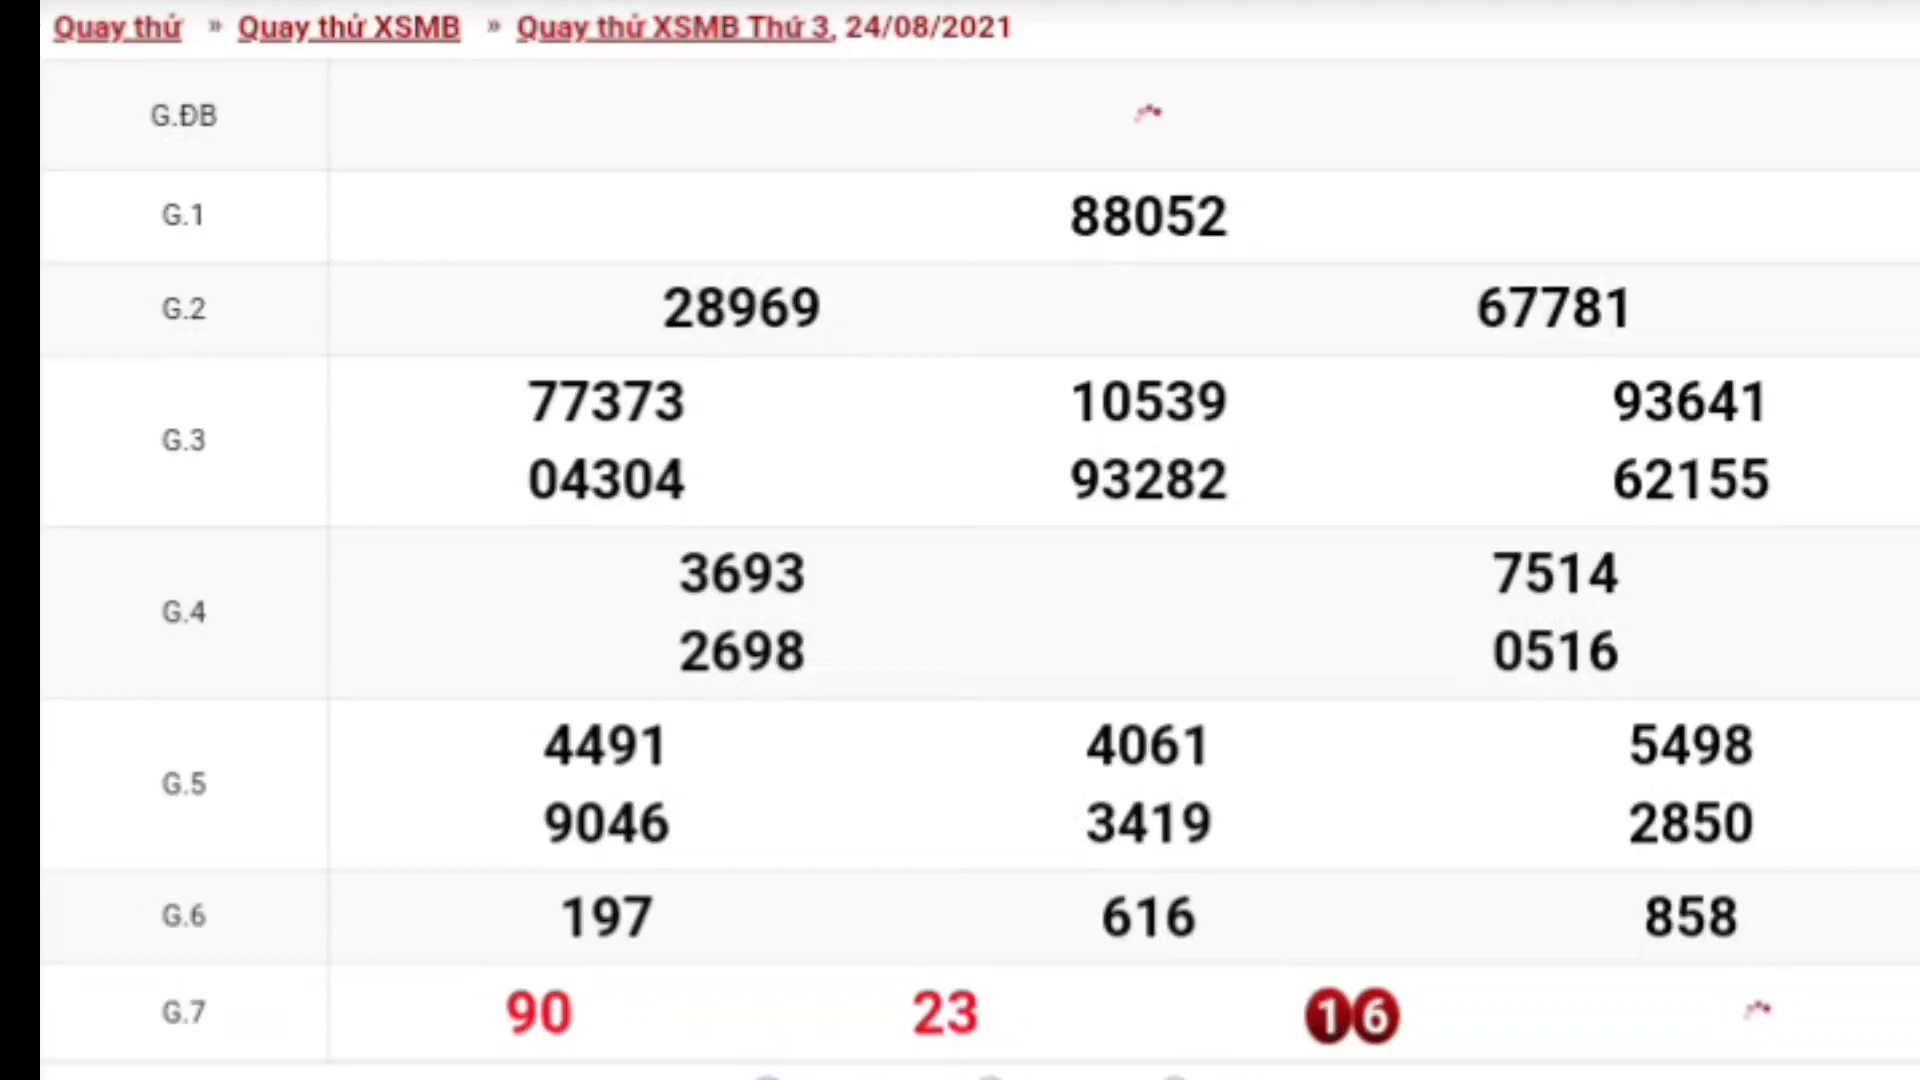 Quay thử » Quay thử XSMB » Quay thử XSMB Thứ 3, 24/08/2021
G.ĐB
G.1 88052
G.2 28969 67781
G.3 77373 10539 93641
04304 93282 62155
G.4 3693 7514
2698 0516
G.5 4491 4061 5498
9046 3419 2850
G.6 197 616 858
G.7 90 23 16